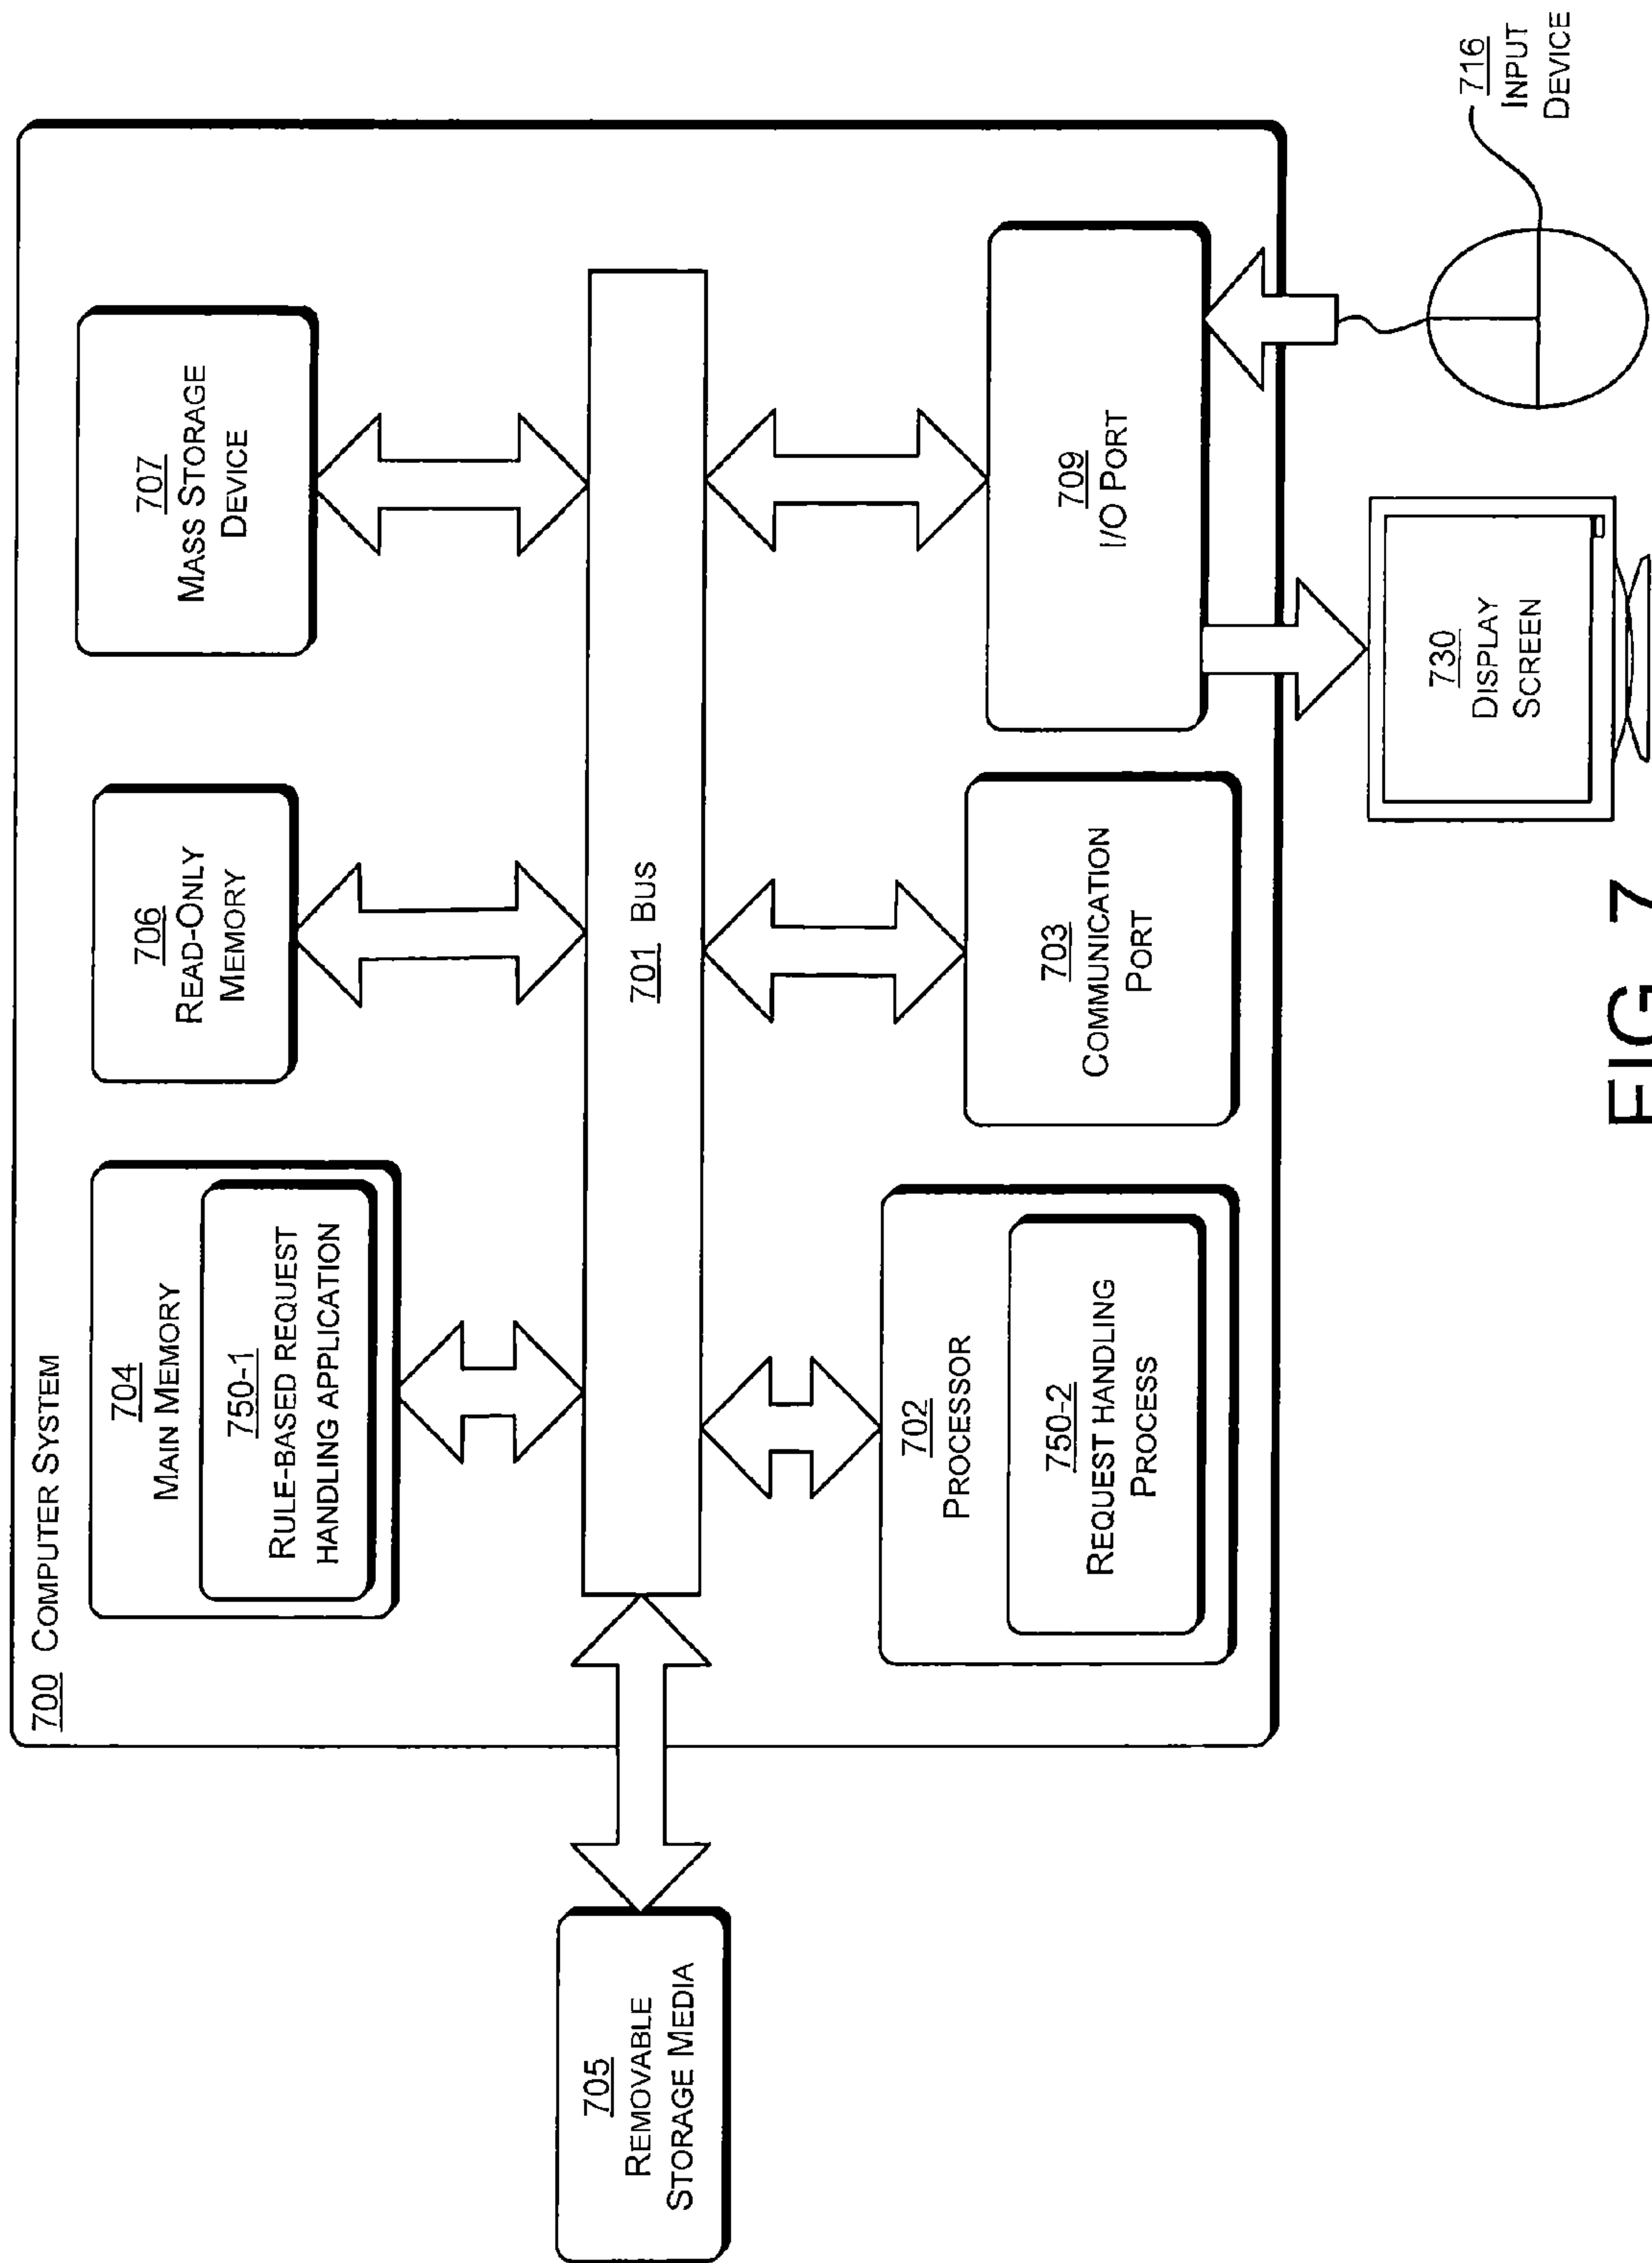 700 COMPUTER SYSTEM
704
MAIN MEMORY
750-1
RULE-BASED REQUEST
HANDLING APPLICATION
706
READ-ONLY
MEMORY
707
MASS STORAGE
DEVICE
705
REMOVABLE
STORAGE MEDIA
701 BUS
702
PROCESSOR
750-2
REQUEST HANDLING
PROCESS
703
COMMUNICATION
PORT
709
I/O PORT
730
DISPLAY
SCREEN
716
INPUT
DEVICE
FIG 7